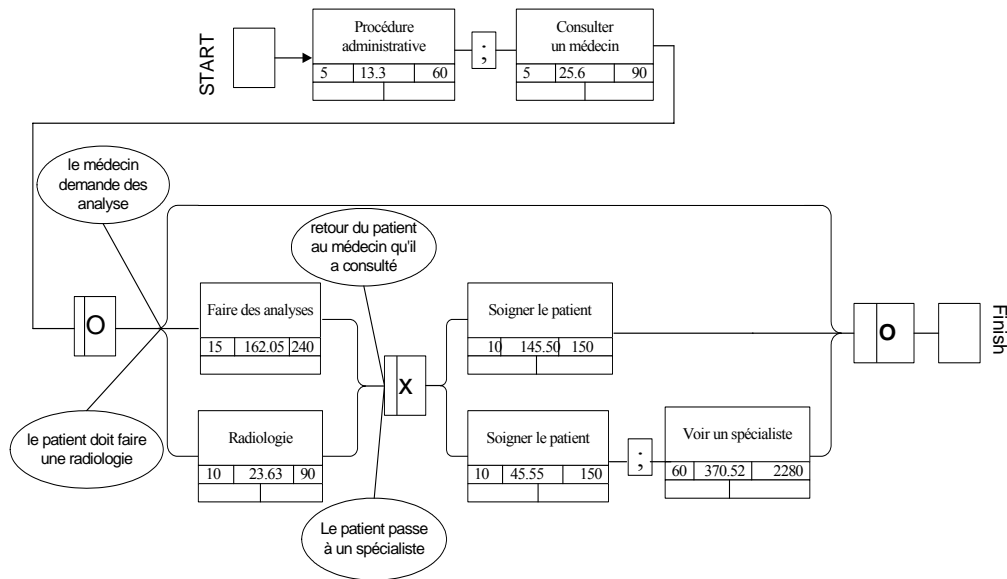 START
Procédure
administrative
5 13.3 60
;
Consulter
un médecin
5 25.6 90
le médecin
demande des
analyse
retour du patient
au médecin qu'il
a consulté
O
Faire des analyses
15 162.05 240
Soigner le patient
10 145.50 150
O
Finish
X
le patient doit faire
une radiologie
Radiologie
10 23.63 90
Soigner le patient
10 45.55 150
;
Voir un spécialiste
60 370.52 2280
Le patient passe
à un spécialiste